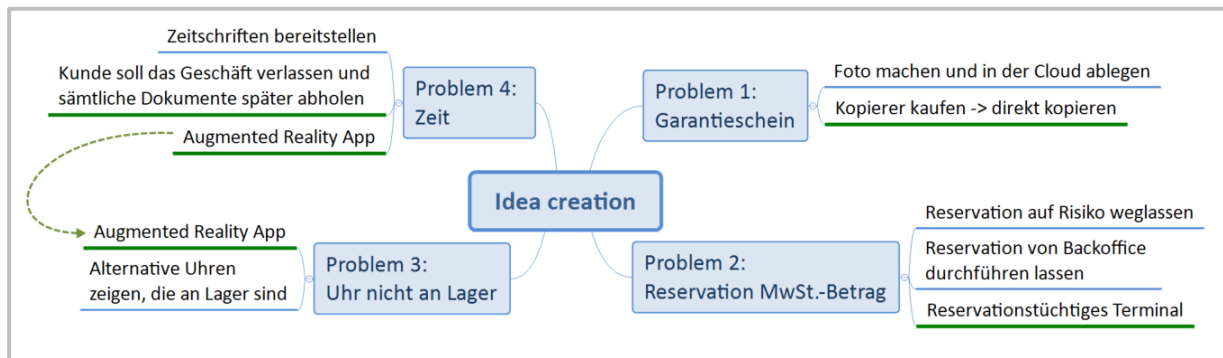 Idea creation
Problem 1:
Garantieschein
Foto machen und in der Cloud ablegen
Kopierer kaufen -> direkt kopieren
Problem 2:
Reservation MwSt.-Betrag
Reservation auf Risiko weglassen
Reservation von Backoffice
durchführen lassen
Reservationstüchtiges Terminal
Problem 3:
Uhr nicht an Lager
Augmented Reality App
Alternative Uhren
zeigen, die an Lager sind
Problem 4:
Zeit
Zeitschriften bereitstellen
Kunde soll das Geschäft verlassen und
sämtliche Dokumente später abholen
Augmented Reality App